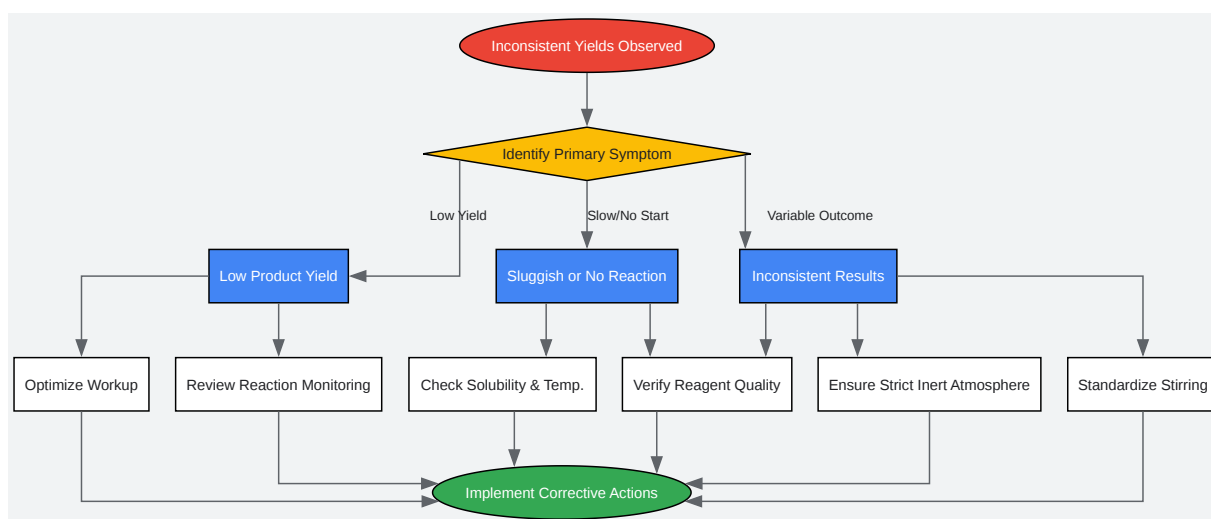 Inconsistent Yields Observed
Identify Primary Symptom
Low Yield
Slow/No Start
Variable Outcome
Low Product Yield
Sluggish or No Reaction
Inconsistent Results
Optimize Workup
Review Reaction Monitoring
Check Solubility & Temp.
Verify Reagent Quality
Ensure Strict Inert Atmosphere
Standardize Stirring
Implement Corrective Actions